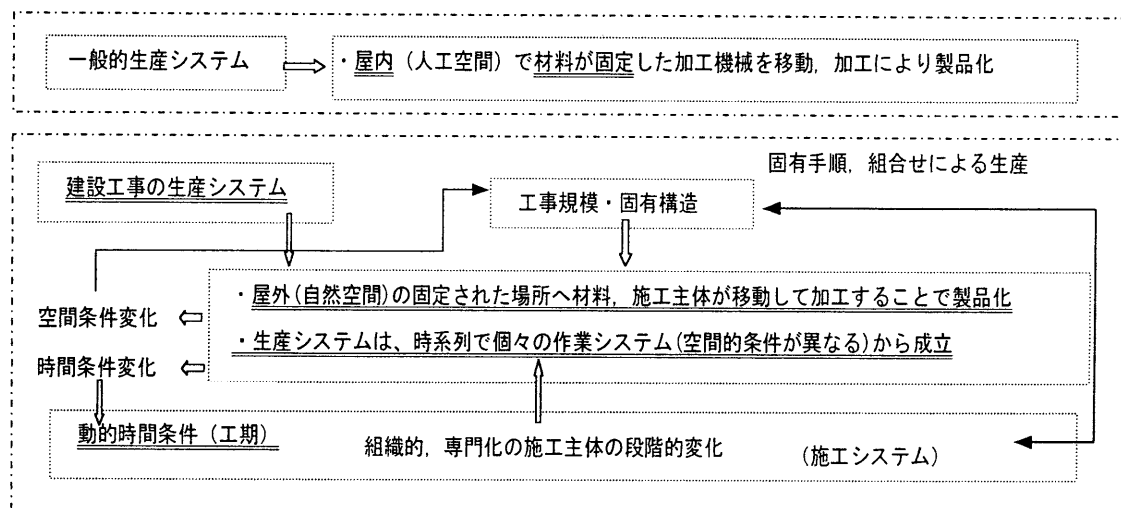 一般的生産システム
・屋内（人工空間）で材料が固定した加工機械を移動，加工により製品化
固有手順，組合せによる生産
建設工事の生産システム
工事規模・固有構造
・屋外(自然空間)の固定された場所へ材料，施工主体が移動して加工することで製品化
空間条件変化
・生産システムは、時系列で個々の作業システム(空間的条件が異なる)から成立
時間条件変化
動的時間条件（工期）
組織的，専門化の施工主体の段階的変化
（施工システム）